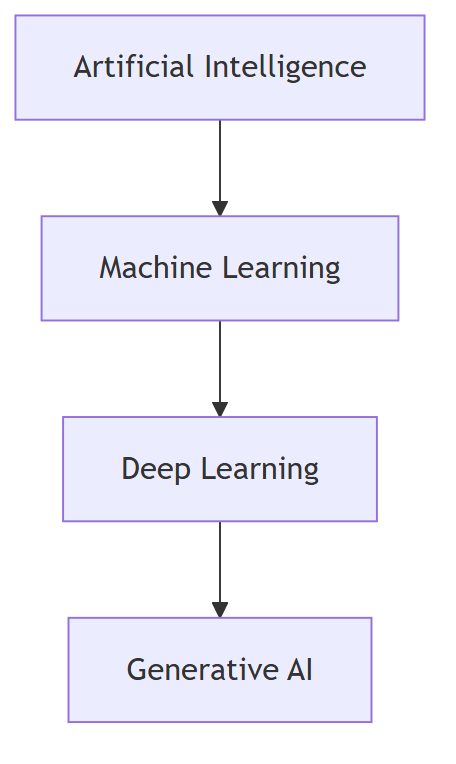 Artificial Intelligence
Machine Learning
Deep Learning
Generative AI